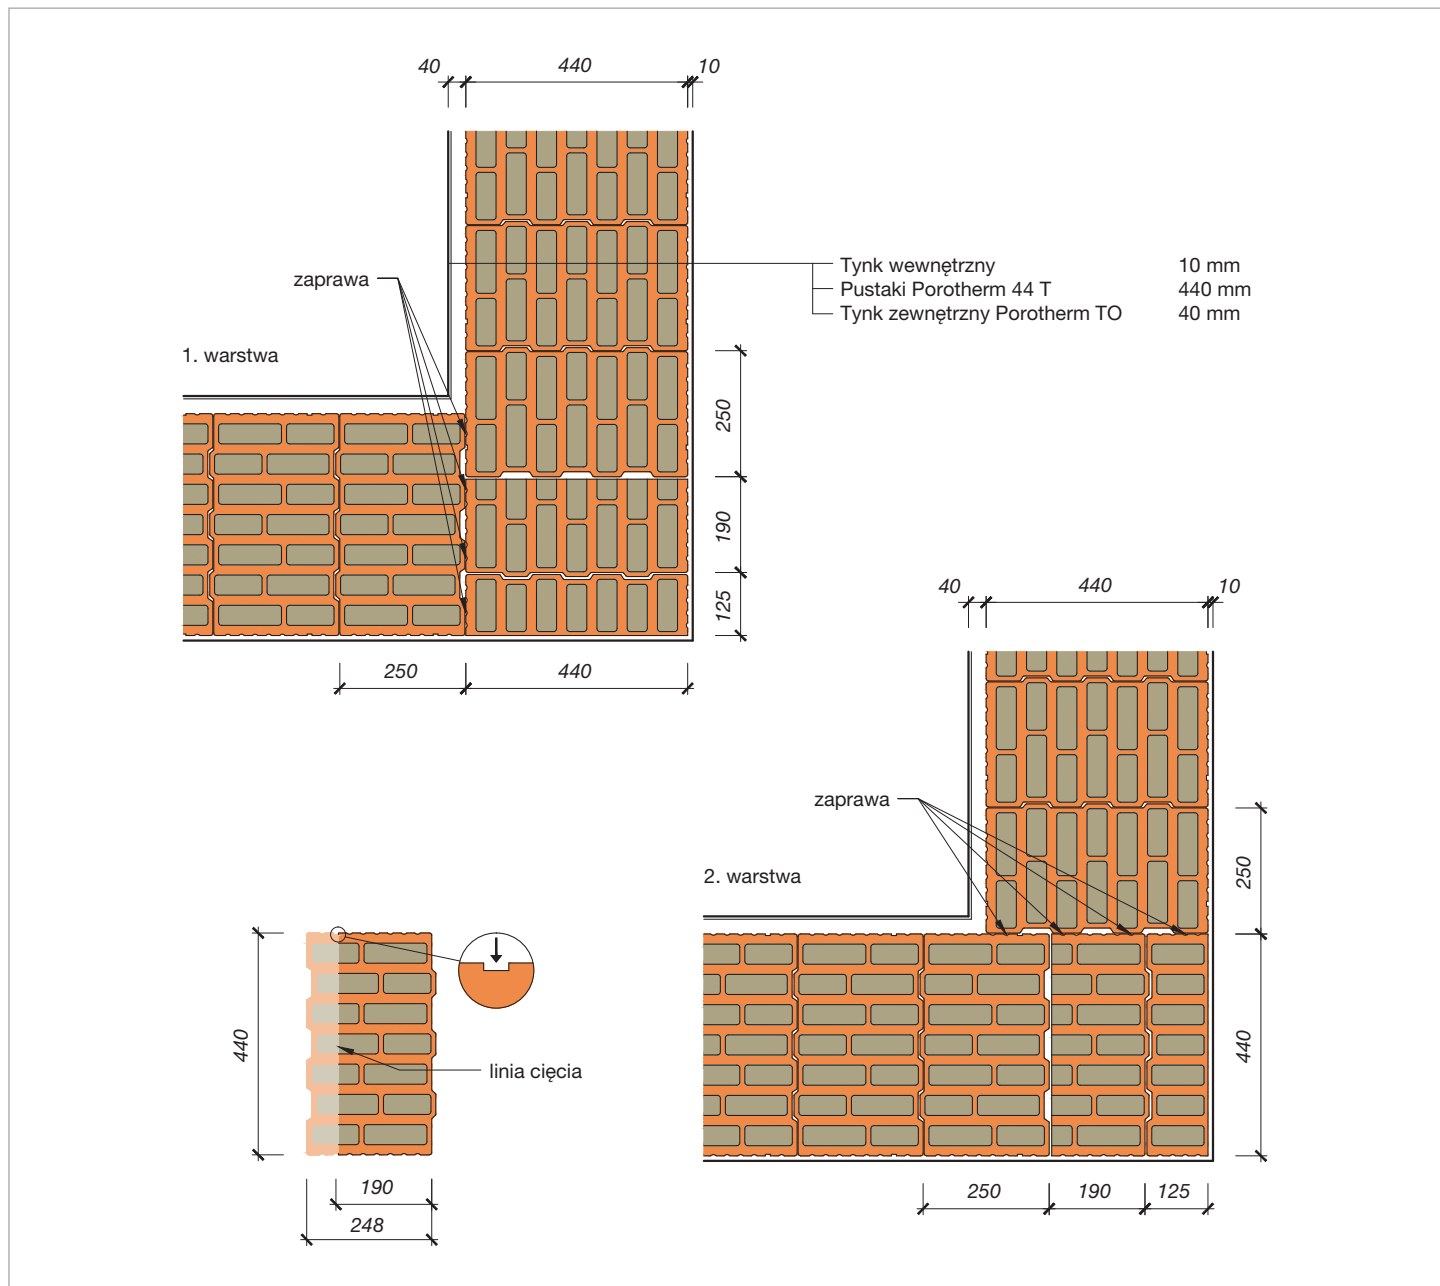 40 440 10
zaprawa
Tynk wewnętrzny 10 mm
Pustaki Porotherm 44 T 440 mm
Tynk zewnętrzny Porotherm TO 40 mm
1. warstwa
250
190
125
250 440
40 440 10
zaprawa
2. warstwa
250
440
250 190 125
440
linia cięcia
190
248